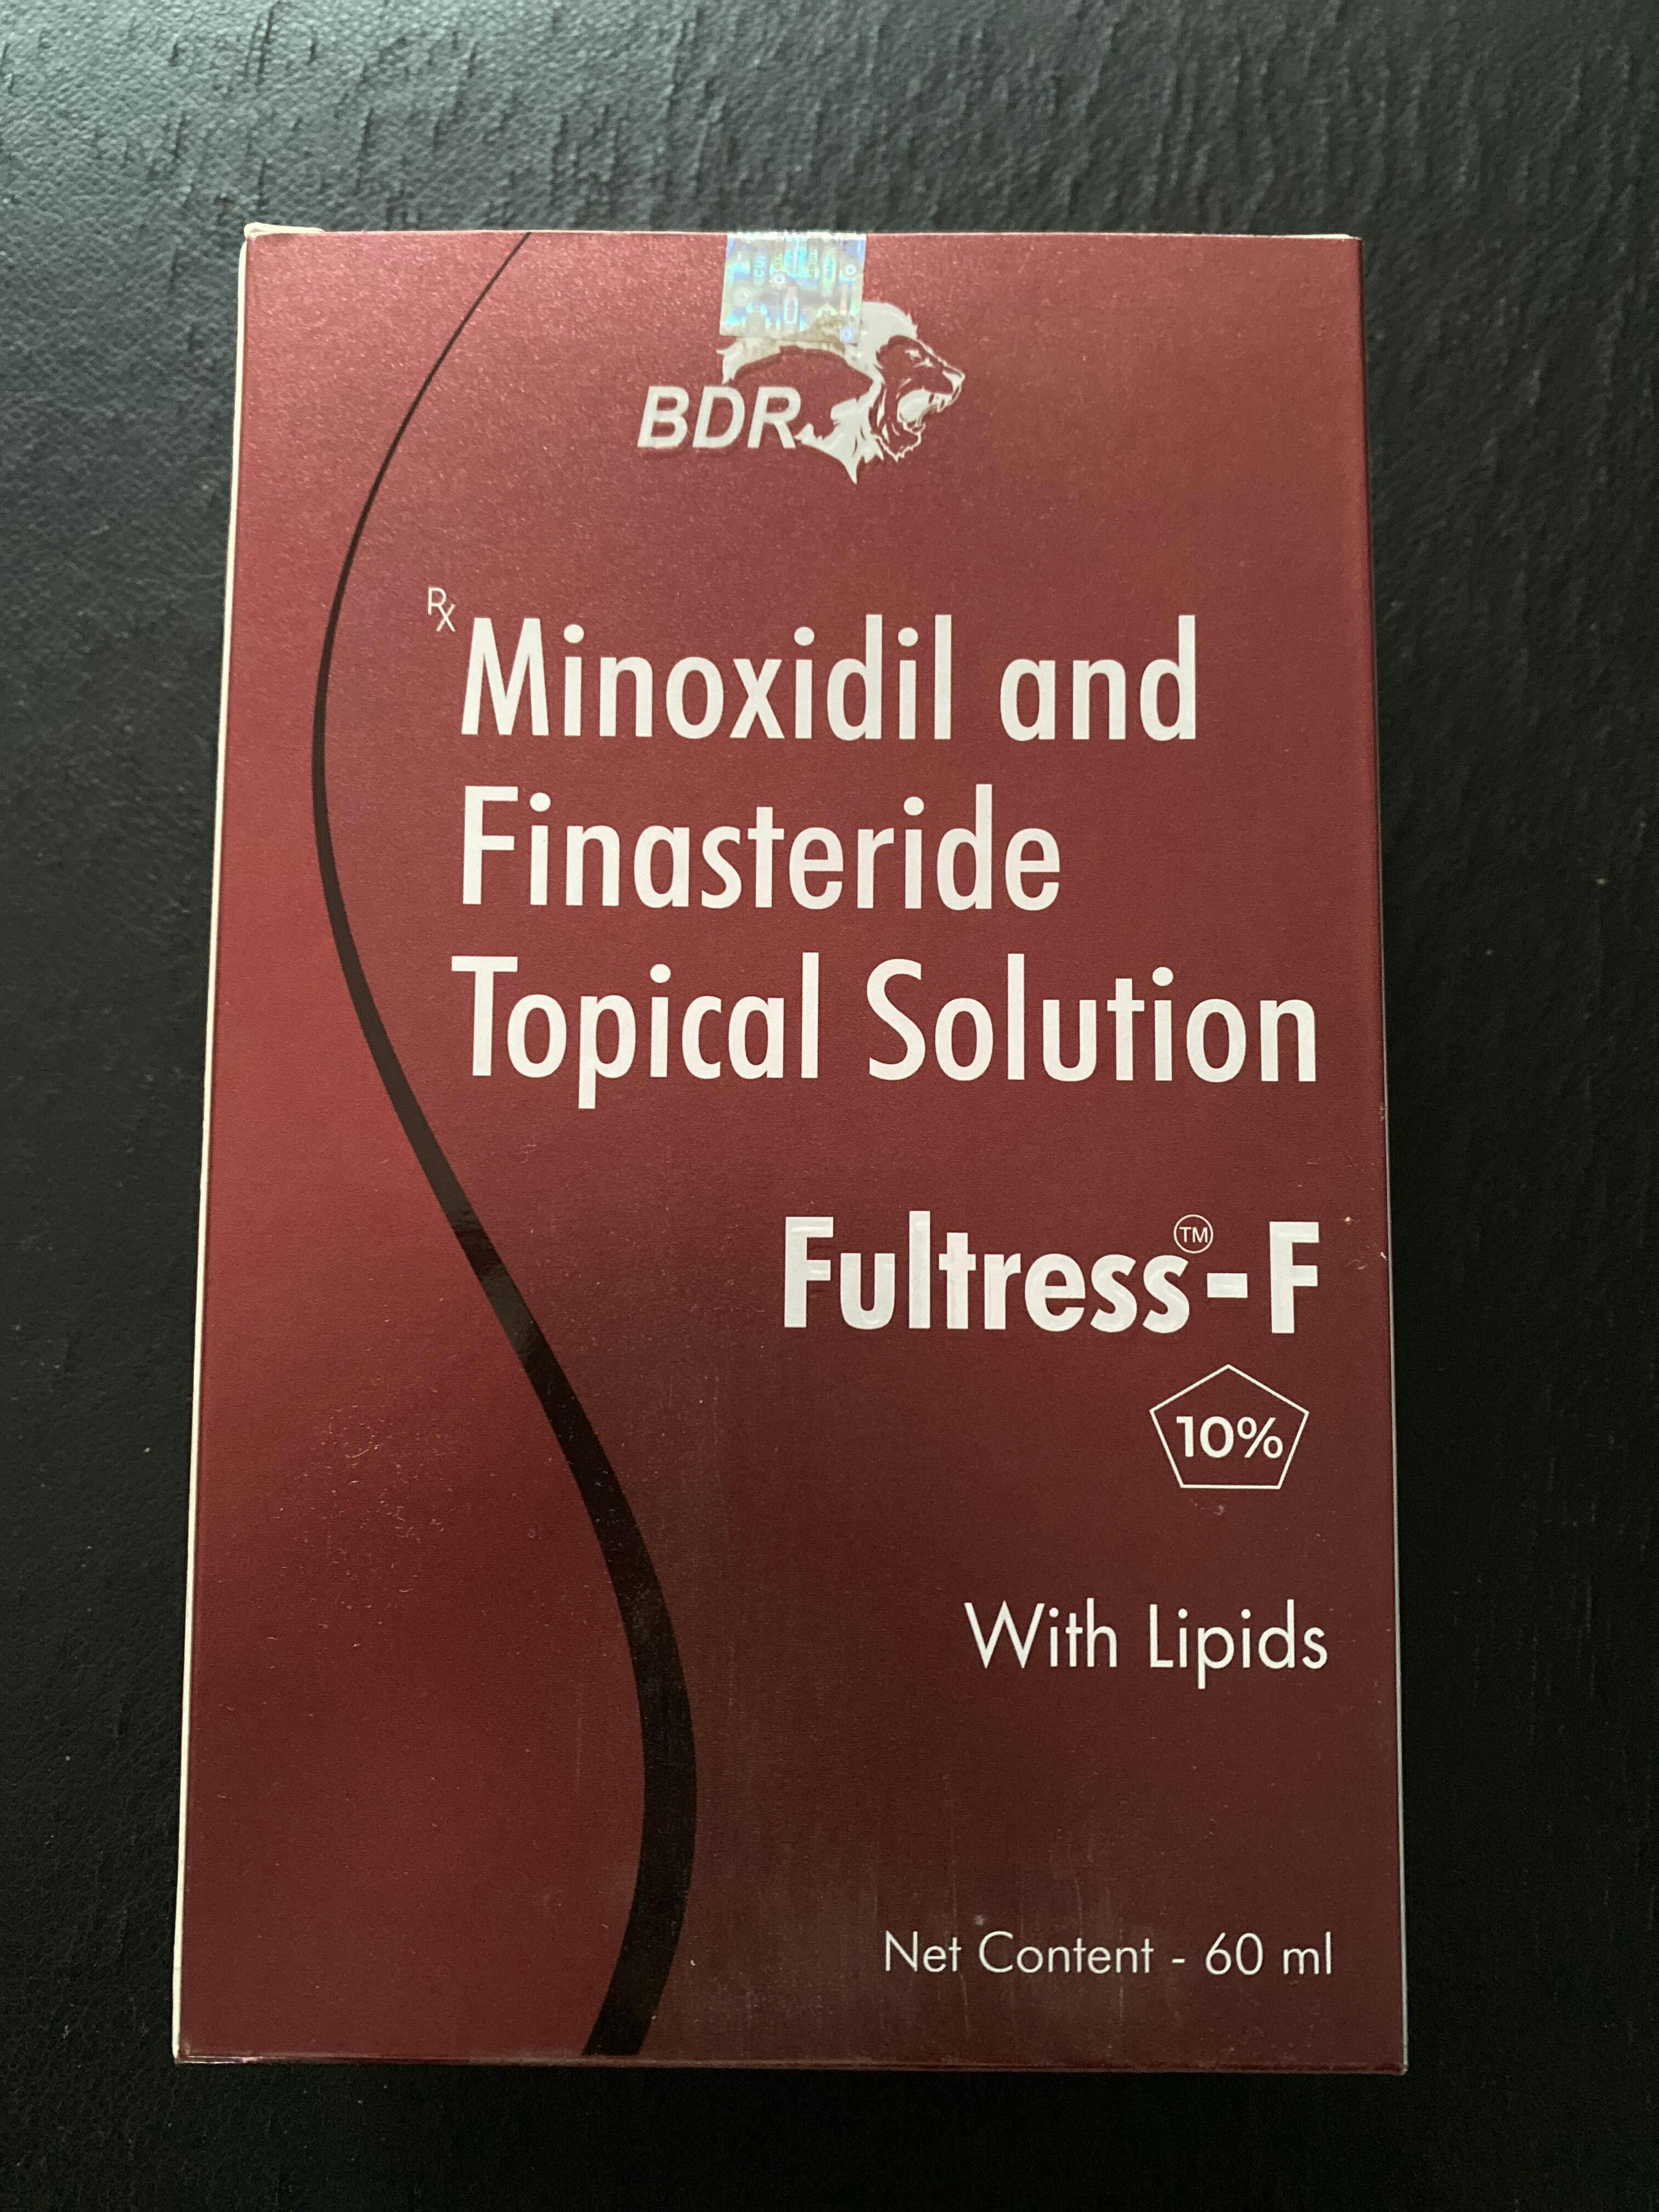 BDR
Rx
Minoxidil and
Finasteride
Topical Solution
Fultress™-F
10%
With Lipids
Net Content - 60 ml